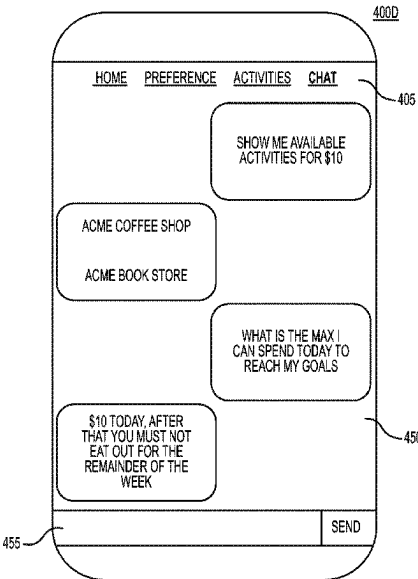 400D
HOME PREFERENCE ACTIVITIES CHAT
405
SHOW ME AVAILABLE
ACTIVITIES FOR $10
ACME COFFEE SHOP
ACME BOOK STORE
WHAT IS THE MAX I
CAN SPEND TODAY TO
REACH MY GOALS
$10 TODAY, AFTER
THAT YOU MUST NOT
EAT OUT FOR THE
REMAINDER OF THE
WEEK
450
SEND
455